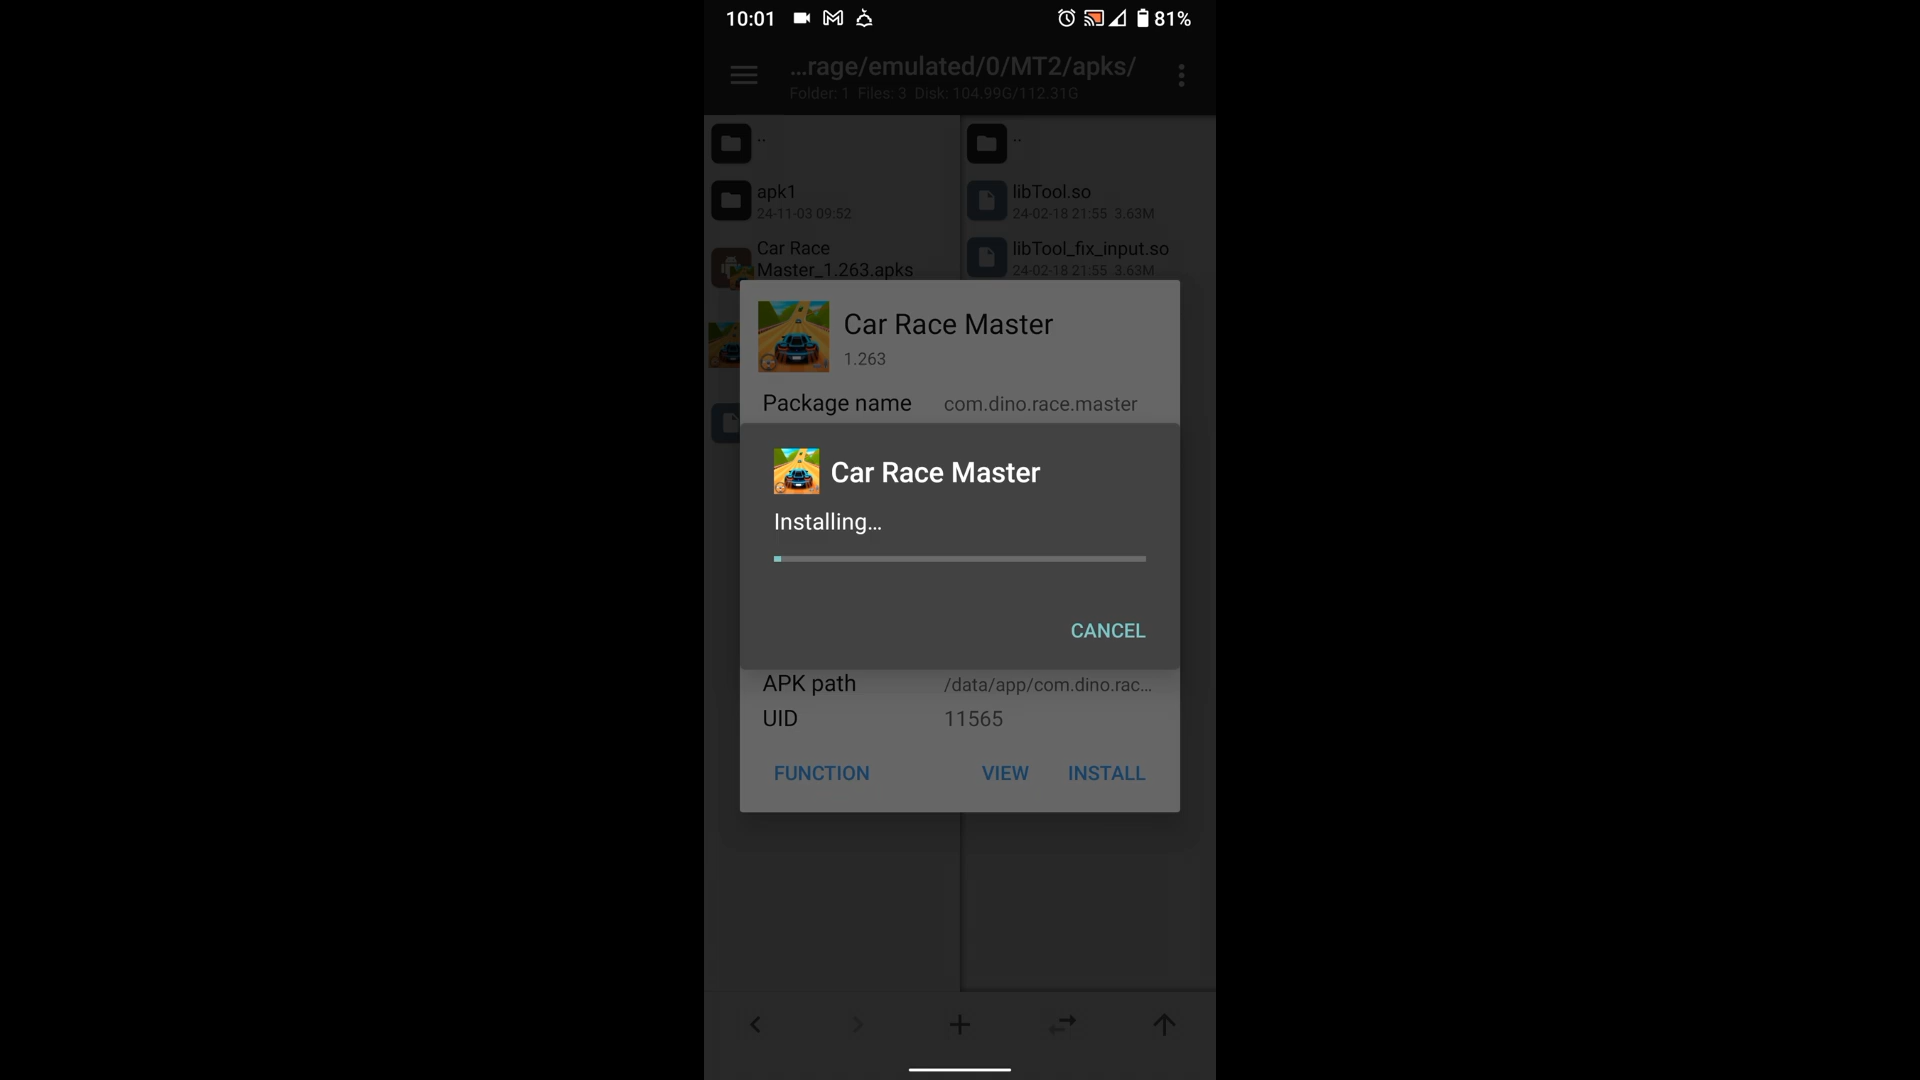 10:01
81%
...rage/emulated/0/MT2/apks/
Folder: 1 Files: 3 Disk: 104.99G/112.31G
..
..
apk1
24-11-03 09:52
libTool.so
24-02-18 21:55 3.63M
Car Race
Master_1.263.apks
libTool_fix_input.so
24-02-18 21:55 3.63M
Car Race Master
1.263
Package name
com.dino.race.master
Car Race Master
Installing...
CANCEL
APK path
/data/app/com.dino.rac...
UID
11565
FUNCTION
VIEW
INSTALL